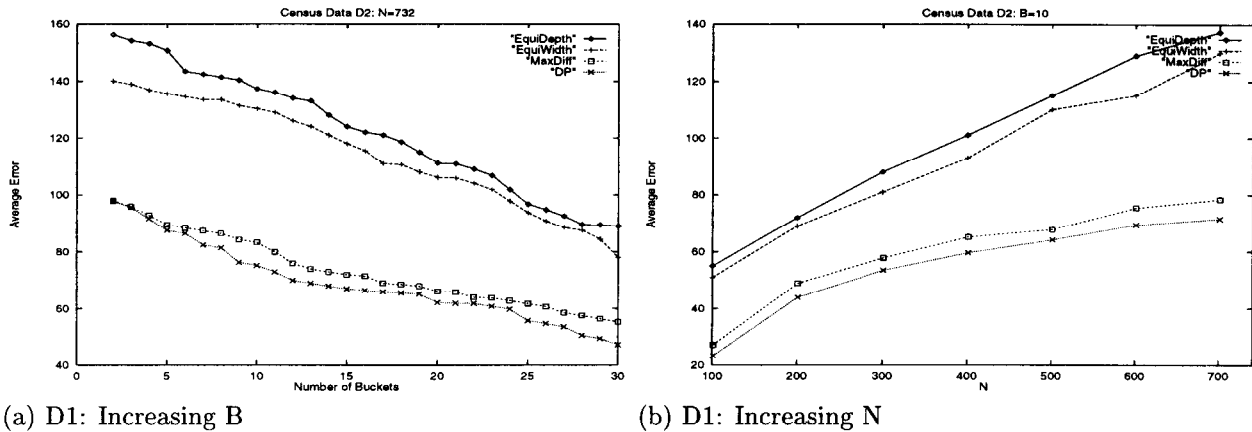 Census Data D2: N=732
160
140
120
100
80
60
40
0
5
10
15
20
25
30
Average Error
Number of Buckets
"EquiDepth"
"EquiWidth"
"MaxDiff"
"DP"
(a) D1: Increasing B
Census Data D2: B=10
140
120
100
80
60
40
20
100
200
300
400
500
600
700
Average Error
N
"EquiDepth"
"EquiWidth"
"MaxDiff"
"DP"
(b) D1: Increasing N